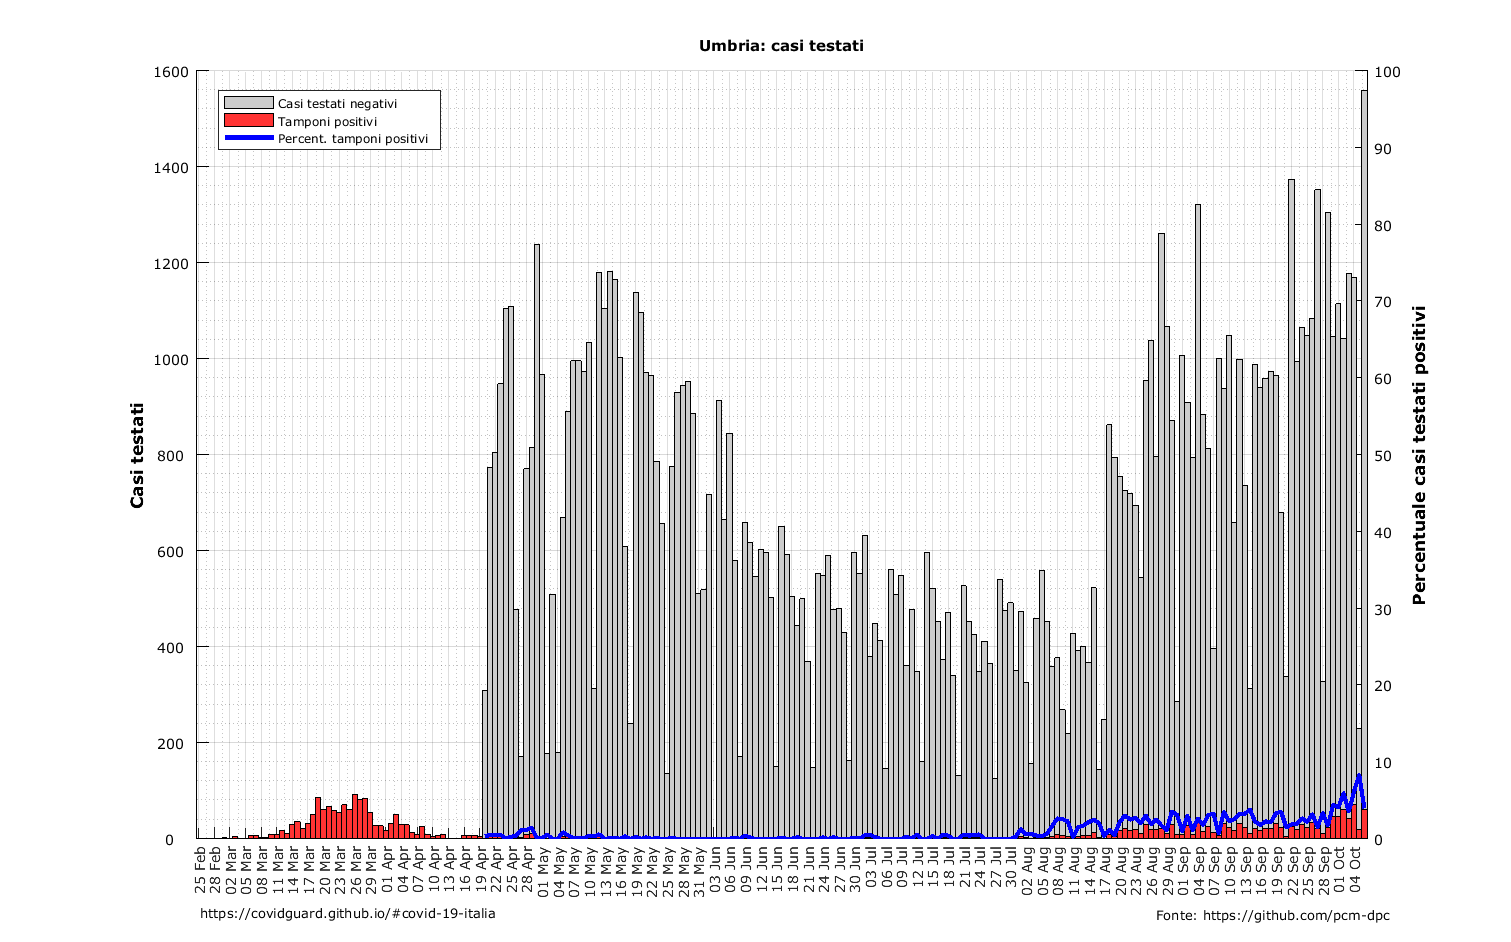 Umbria: casi testati
1600
1400
1200
1000
800
600
400
200
0
100
90
80
70
60
50
40
30
20
10
0
Casi testati negativi
Tamponi positivi
Percent. tamponi positivi
Casi testati
Percentuale casi testati positivi
25 Feb
28 Feb
02 Mar
05 Mar
08 Mar
11 Mar
14 Mar
17 Mar
20 Mar
23 Mar
26 Mar
29 Mar
01 Apr
04 Apr
07 Apr
10 Apr
13 Apr
16 Apr
19 Apr
22 Apr
25 Apr
28 Apr
01 May
04 May
07 May
10 May
13 May
16 May
19 May
22 May
25 May
28 May
31 May
03 Jun
06 Jun
09 Jun
12 Jun
15 Jun
18 Jun
21 Jun
24 Jun
27 Jun
30 Jun
03 Jul
06 Jul
09 Jul
12 Jul
15 Jul
18 Jul
21 Jul
24 Jul
27 Jul
30 Jul
02 Aug
05 Aug
08 Aug
11 Aug
14 Aug
17 Aug
20 Aug
23 Aug
26 Aug
29 Aug
01 Sep
04 Sep
07 Sep
10 Sep
13 Sep
16 Sep
19 Sep
22 Sep
25 Sep
28 Sep
01 Oct
04 Oct
https://covidguard.github.io/#covid-19-italia
Fonte: https://github.com/pcm-dpc